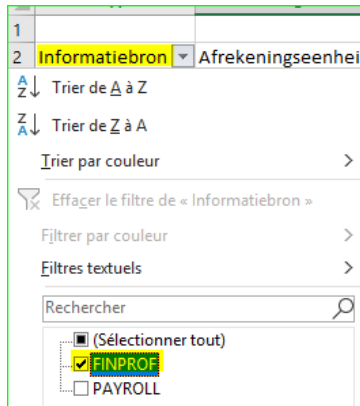 1
2 Informatiebron Afrekeningseenhei
Trier de A à Z
Trier de Z à A
Trier par couleur
Effacer le filtre de « Informatiebron »
Filtrer par couleur
Filtres textuels
Rechercher
(Sélectionner tout)
FINPROF
PAYROLL